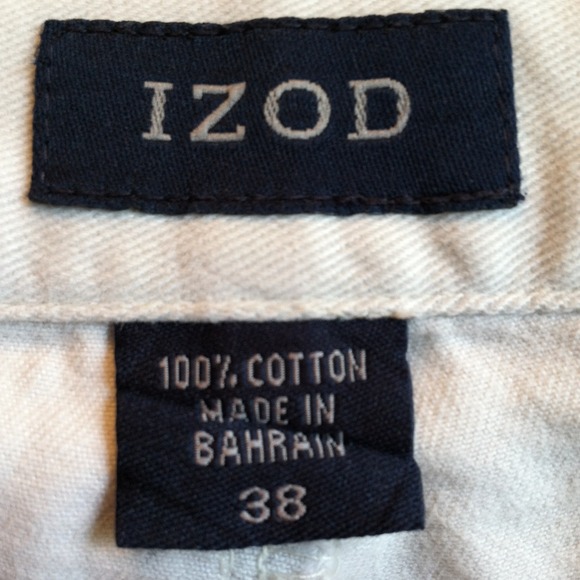 IZOD
100% COTTON
MADE IN
BAHRAIN
38